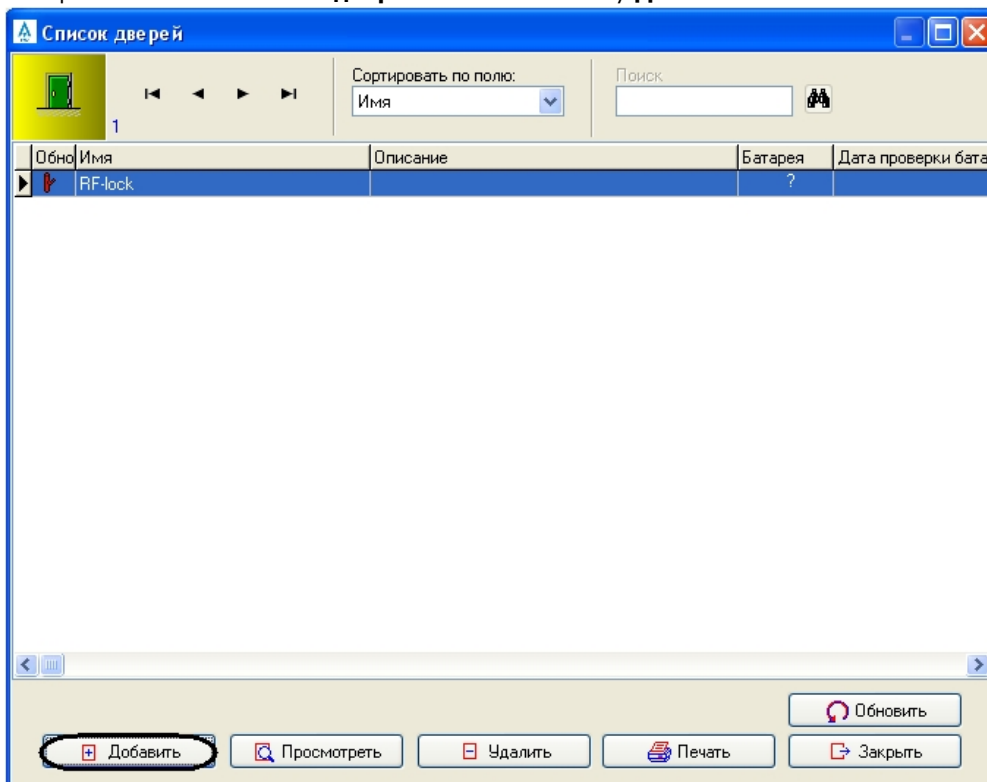 Список дверей
Сортировать по полю:
Поиск
Имя
1
Обно Имя Описание Батарея Дата проверки бата
RF-lock ?
Обновить
Добавить Просмотреть Удалить Печать Закрыть